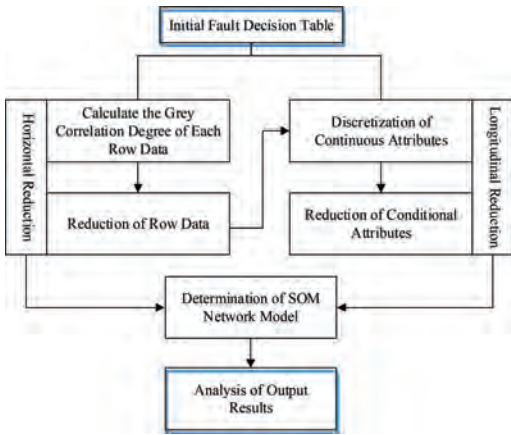 Initial Fault Decision Table
Horizontal Reduction
Calculate the Grey
Correlation Degree of Each
Row Data
Reduction of Row Data
Discretization of
Continuous Attributes
Reduction of Conditional
Attributes
Longitudinal Reduction
Determination of SOM
Network Model
Analysis of Output
Results